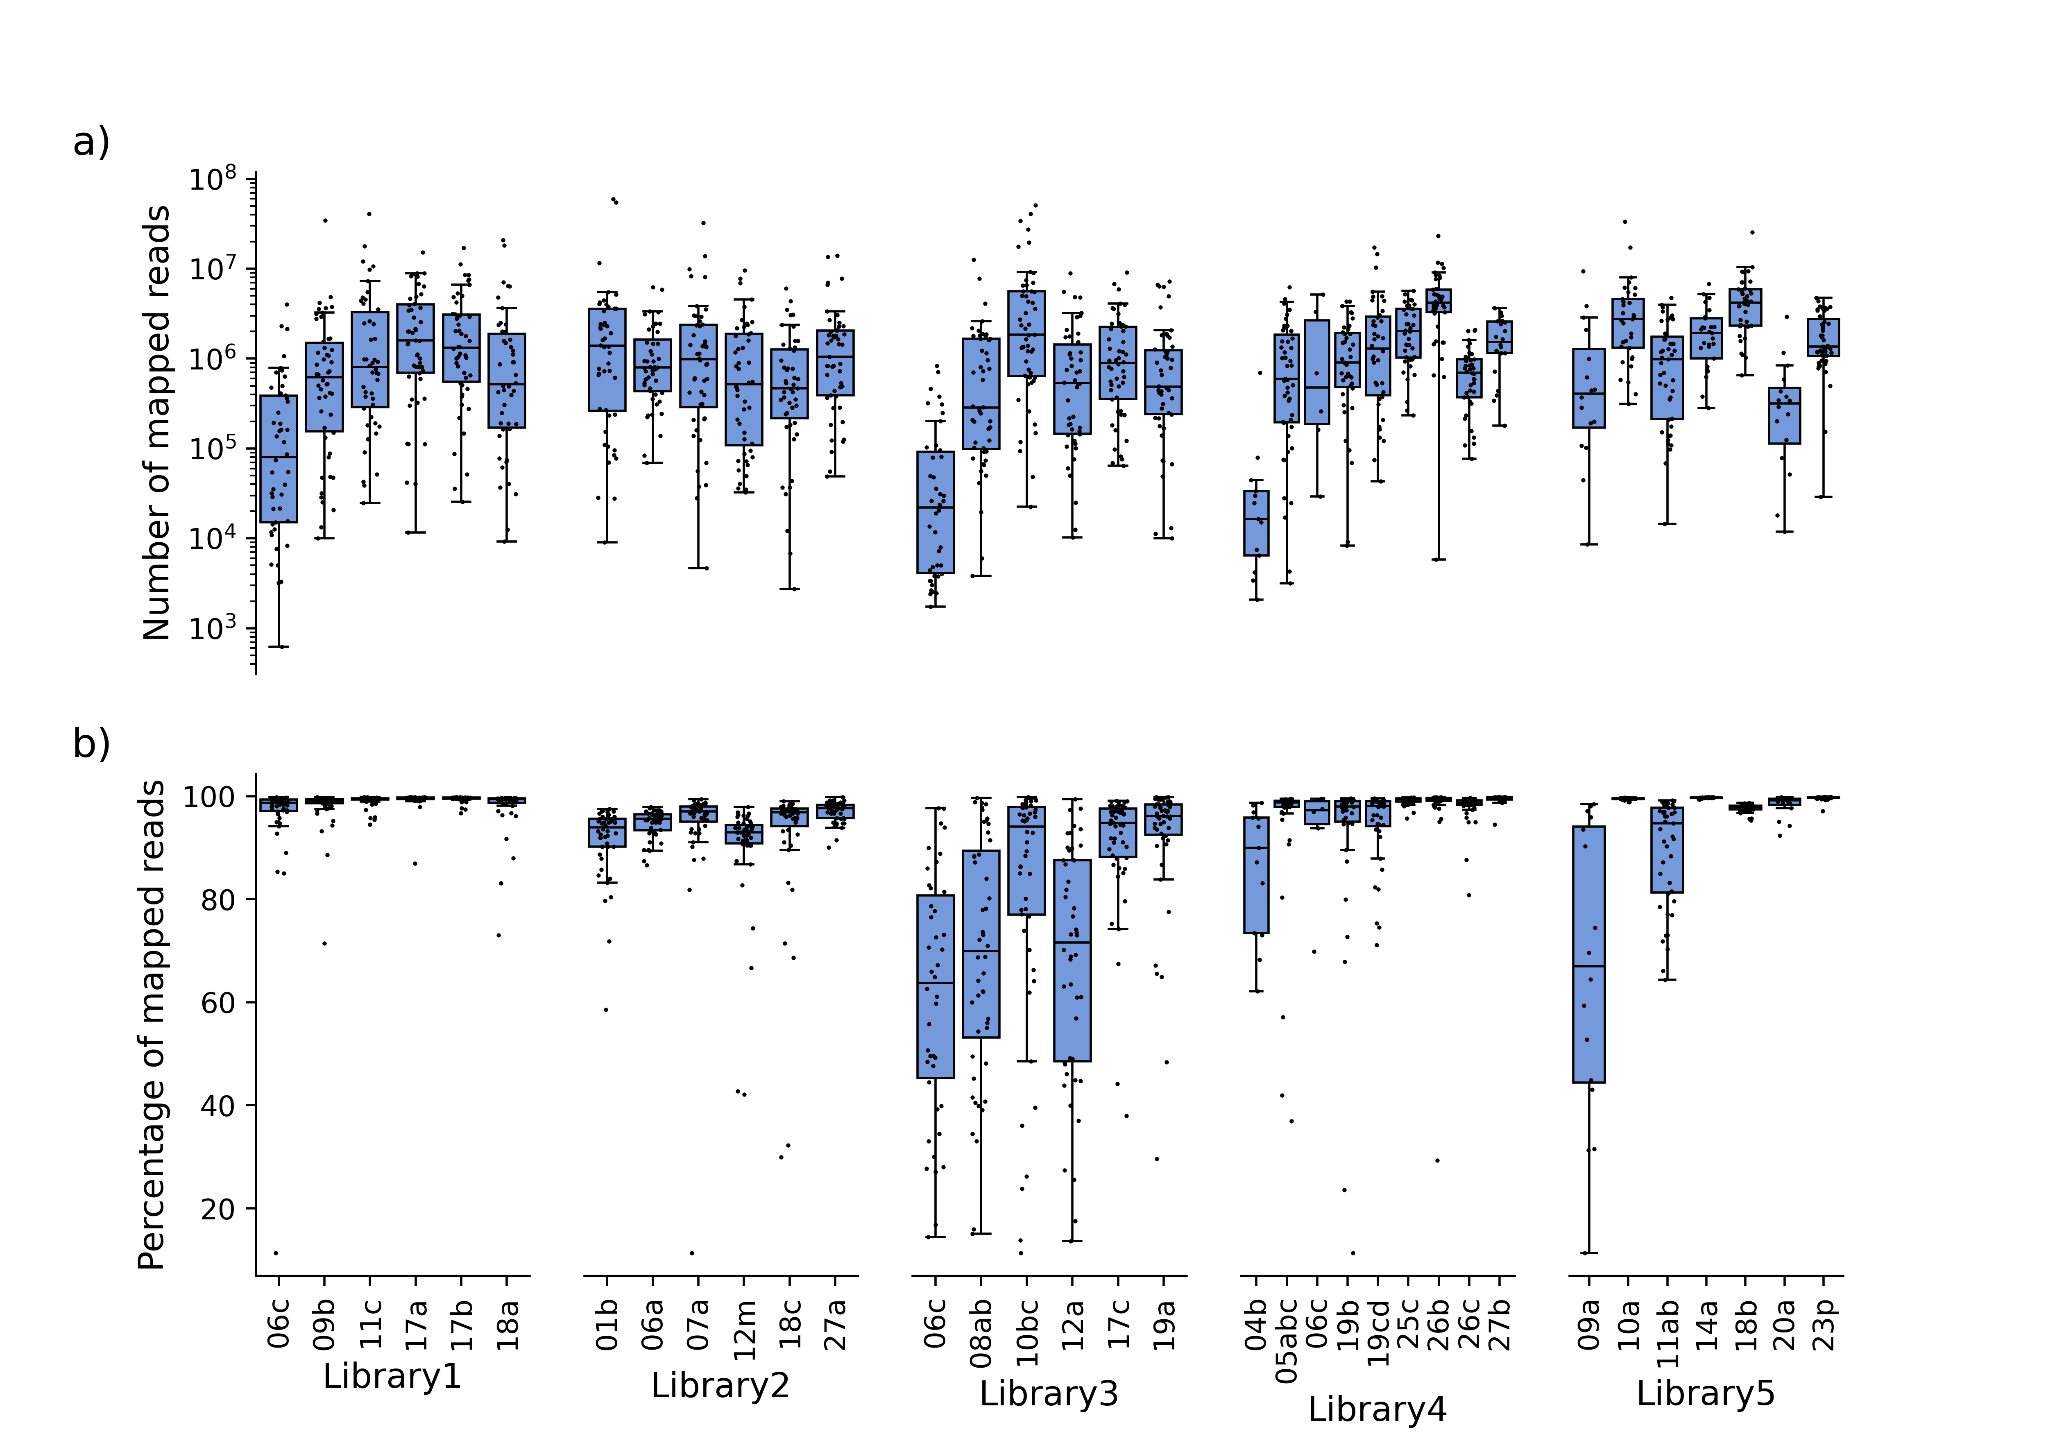 a)
Number of mapped reads
10⁸
10⁷
10⁶
10⁵
10⁴
10³
b)
Percentage of mapped reads
100
80
60
40
20
06c 09b 11c 17a 17b 18a
Library1
01b 06a 07a 12m 18c 27a
Library2
06c 08ab 10bc 12a 17c 19a
Library3
04b 05abc 06c 19b 19cd 25c 26b 26c 27b
Library4
09a 10a 11ab 14a 18b 20a 23p
Library5